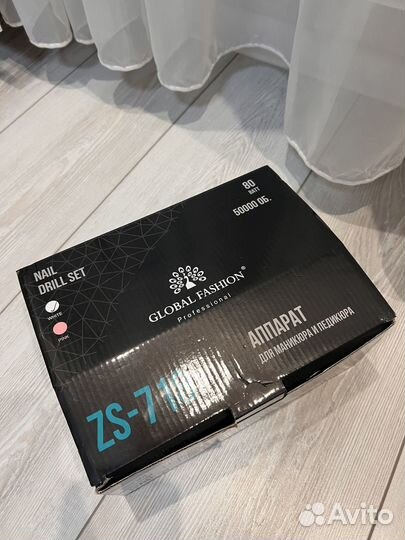 NAIL
DRILL SET
WHITE
PINK
80
ВАТТ
50000 ОБ.
GLOBAL FASHION®
Professional
АППАРАТ
ДЛЯ МАНИКЮРА И ПЕДИКЮРА
Avito